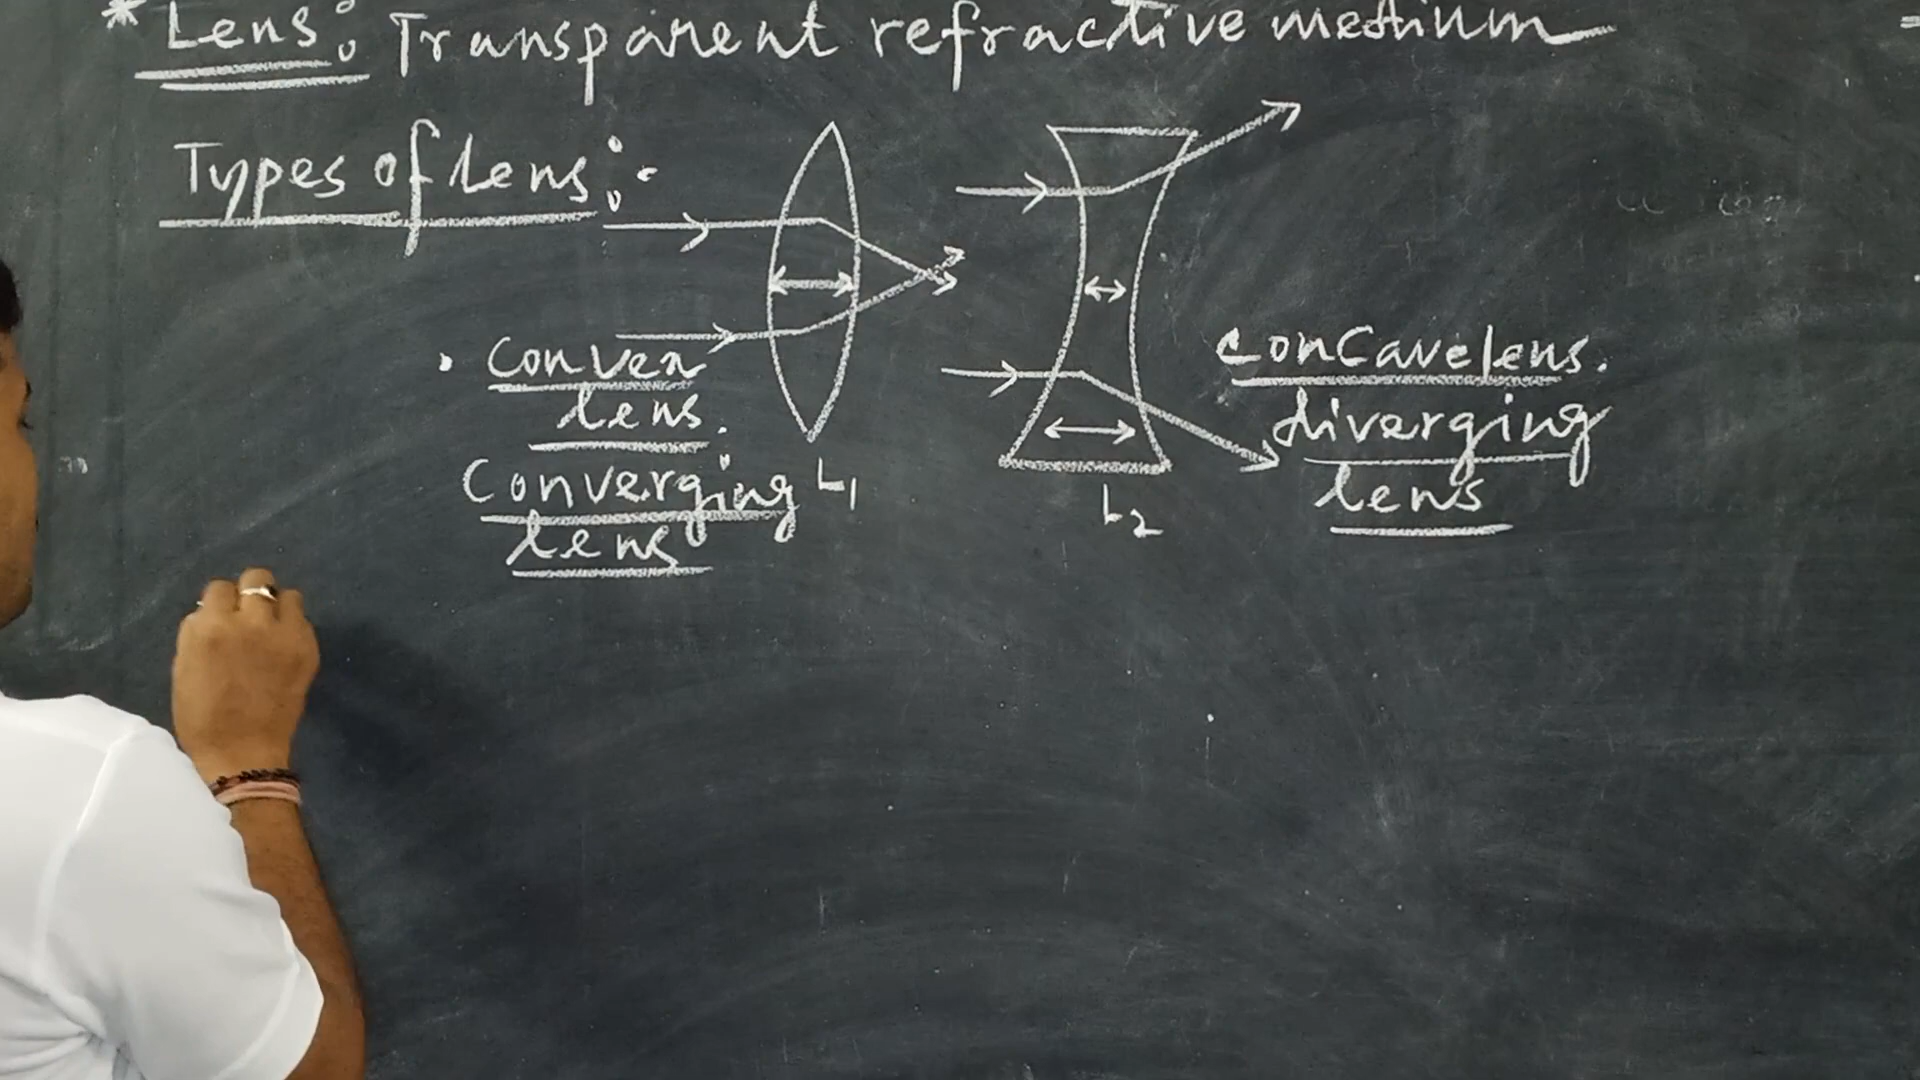 * Lens: Transparent refractive medium
Types of Lens:-
. Convex
lens.
Converging
lens
L1
L2
Concave lens.
diverging
lens